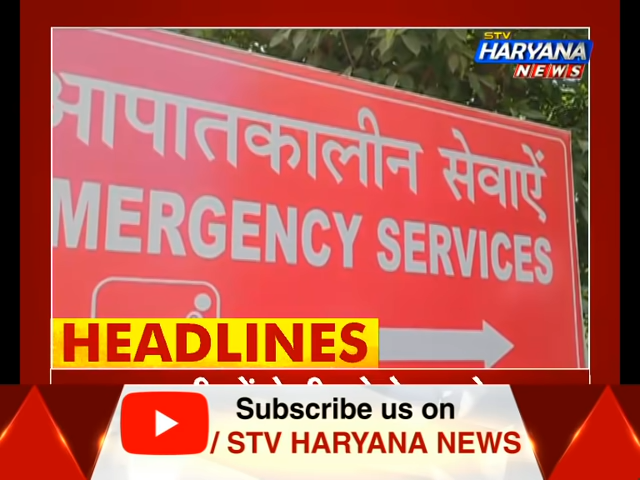 STV
HARYANA
NEWS
आपातकालीन सेवाऐं
MERGENCY SERVICES
HEADLINES
Subscribe us on
/ STV HARYANA NEWS